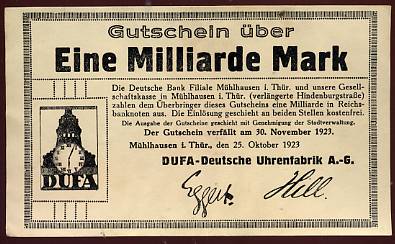 Gutschein über
Eine Milliarde Mark
Die Deutsche Bank Filiale Mühlhausen i. Thür. und unsere Gesell-
schaftskasse in Mühlhausen i. Thür. (verlängerte Hindenburgstraße)
zahlen dem Überbringer dieses Gutscheins eine Milliarde in Reichs-
banknoten aus. Die Einlösung geschieht an beiden Stellen kostenfrei.
Die Ausgabe der Gutscheine geschieht mit Genehmigung der Stadtverwaltung.
Der Gutschein verfällt am 30. November 1923.
Mühlhausen i. Thür., den 25. Oktober 1923
DUFA-Deutsche Uhrenfabrik A.-G.
DUFA